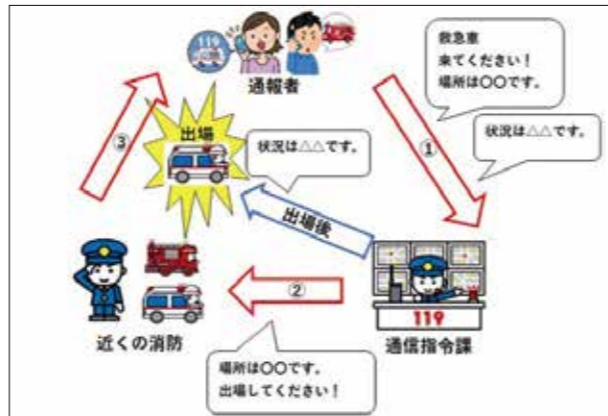 119
通報者
救急車
来てください！
場所は〇〇です。
①
状況は△△です。
③
出場
状況は△△です。
出場後
②
119
近くの消防
通信指令課
場所は〇〇です。
出場してください！